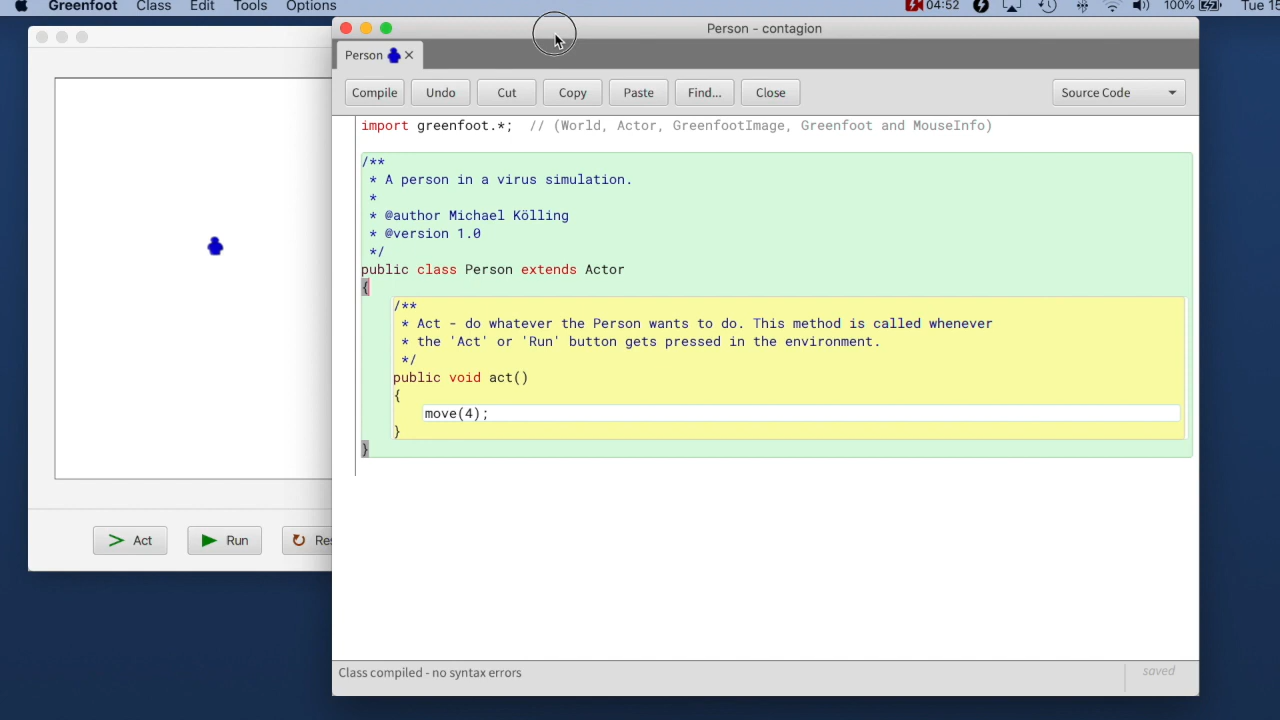 Greenfoot Class Edit Tools Options 04:52 100% Tue 15
Person - contagion
Person
Compile Undo Cut Copy Paste Find... Close Source Code
import greenfoot.*;  // (World, Actor, GreenfootImage, Greenfoot and MouseInfo)
/**
 * A person in a virus simulation.
 *
 * @author Michael Kölling
 * @version 1.0
 */
public class Person extends Actor
{
/**
 * Act - do whatever the Person wants to do. This method is called whenever
 * the 'Act' or 'Run' button gets pressed in the environment.
 */
public void act()
{
move(4);
}
}
Act Run Res
Class compiled - no syntax errors
saved